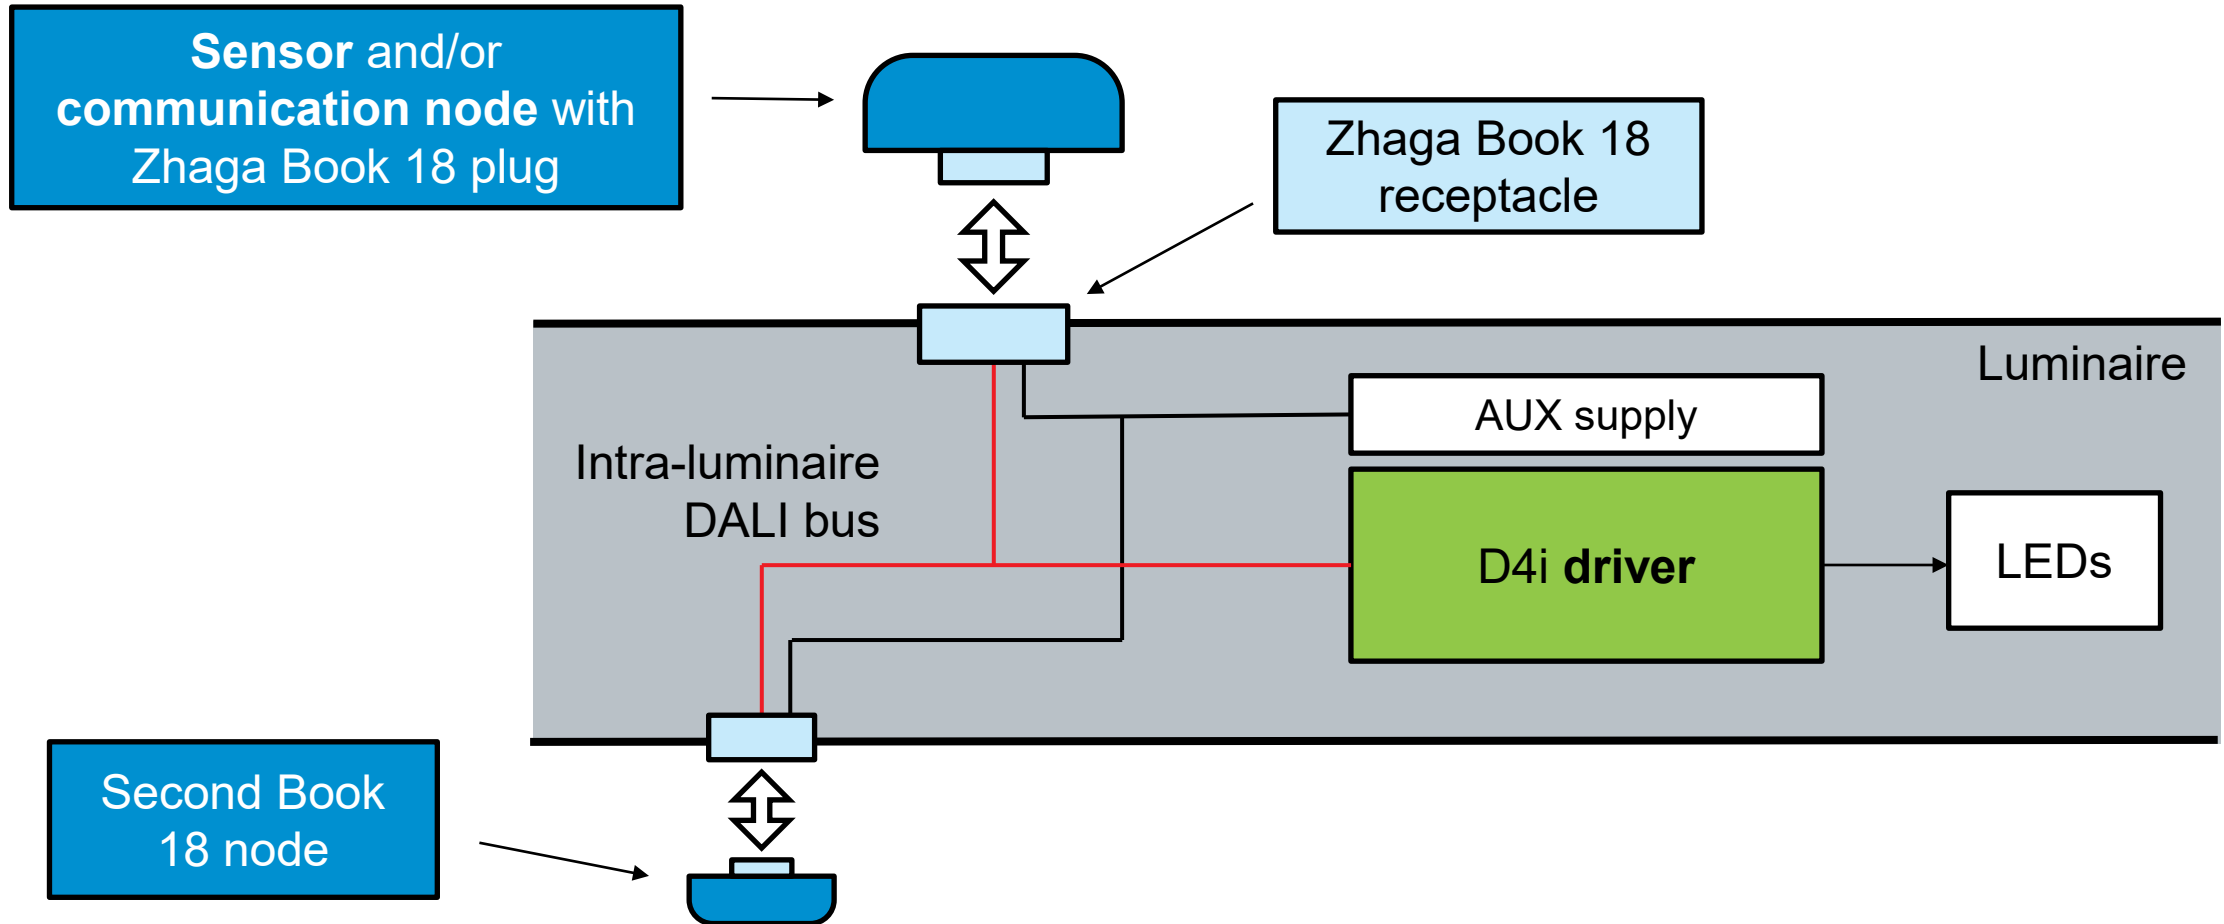 Sensor and/or
communication node with
Zhaga Book 18 plug
Zhaga Book 18
receptacle
Luminaire
AUX supply
Intra-luminaire
DALI bus
D4i driver
LEDs
Second Book
18 node